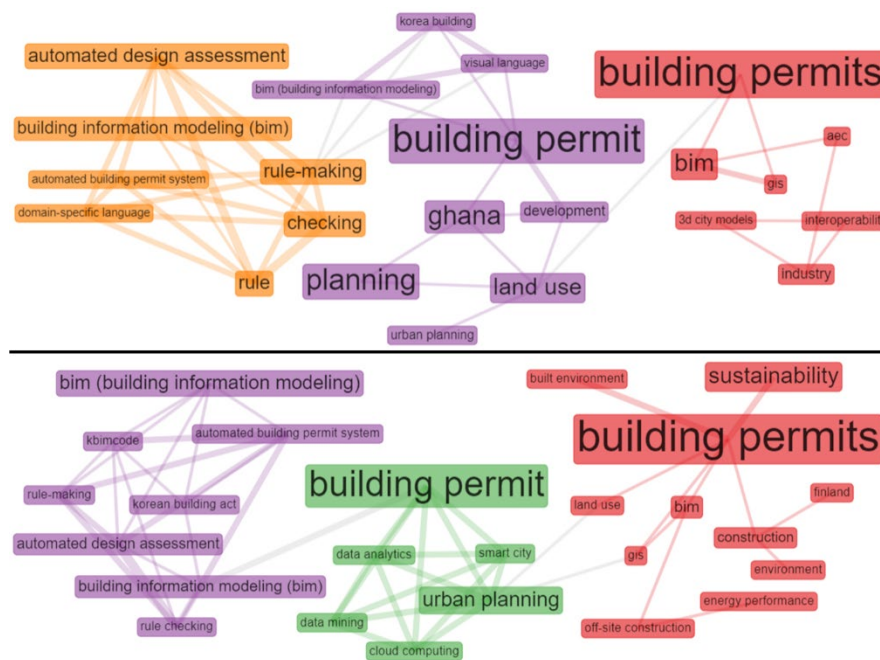 korea building
automated design assessment
visual language
building permits
bim (building information modeling)
building information modeling (bim)
building permit
aec
bim
rule-making
automated building permit system
gis
domain-specific language
ghana
development
3d city models
interoperabilit
checking
rule
planning
land use
industry
urban planning
bim (building information modeling)
built environment
sustainability
kbimcode
automated building permit system
building permits
building permit
rule-making
korean building act
land use
bim
finland
automated design assessment
data analytics
smart city
gis
construction
building information modeling (bim)
environment
urban planning
energy performance
rule checking
data mining
off-site construction
cloud computing